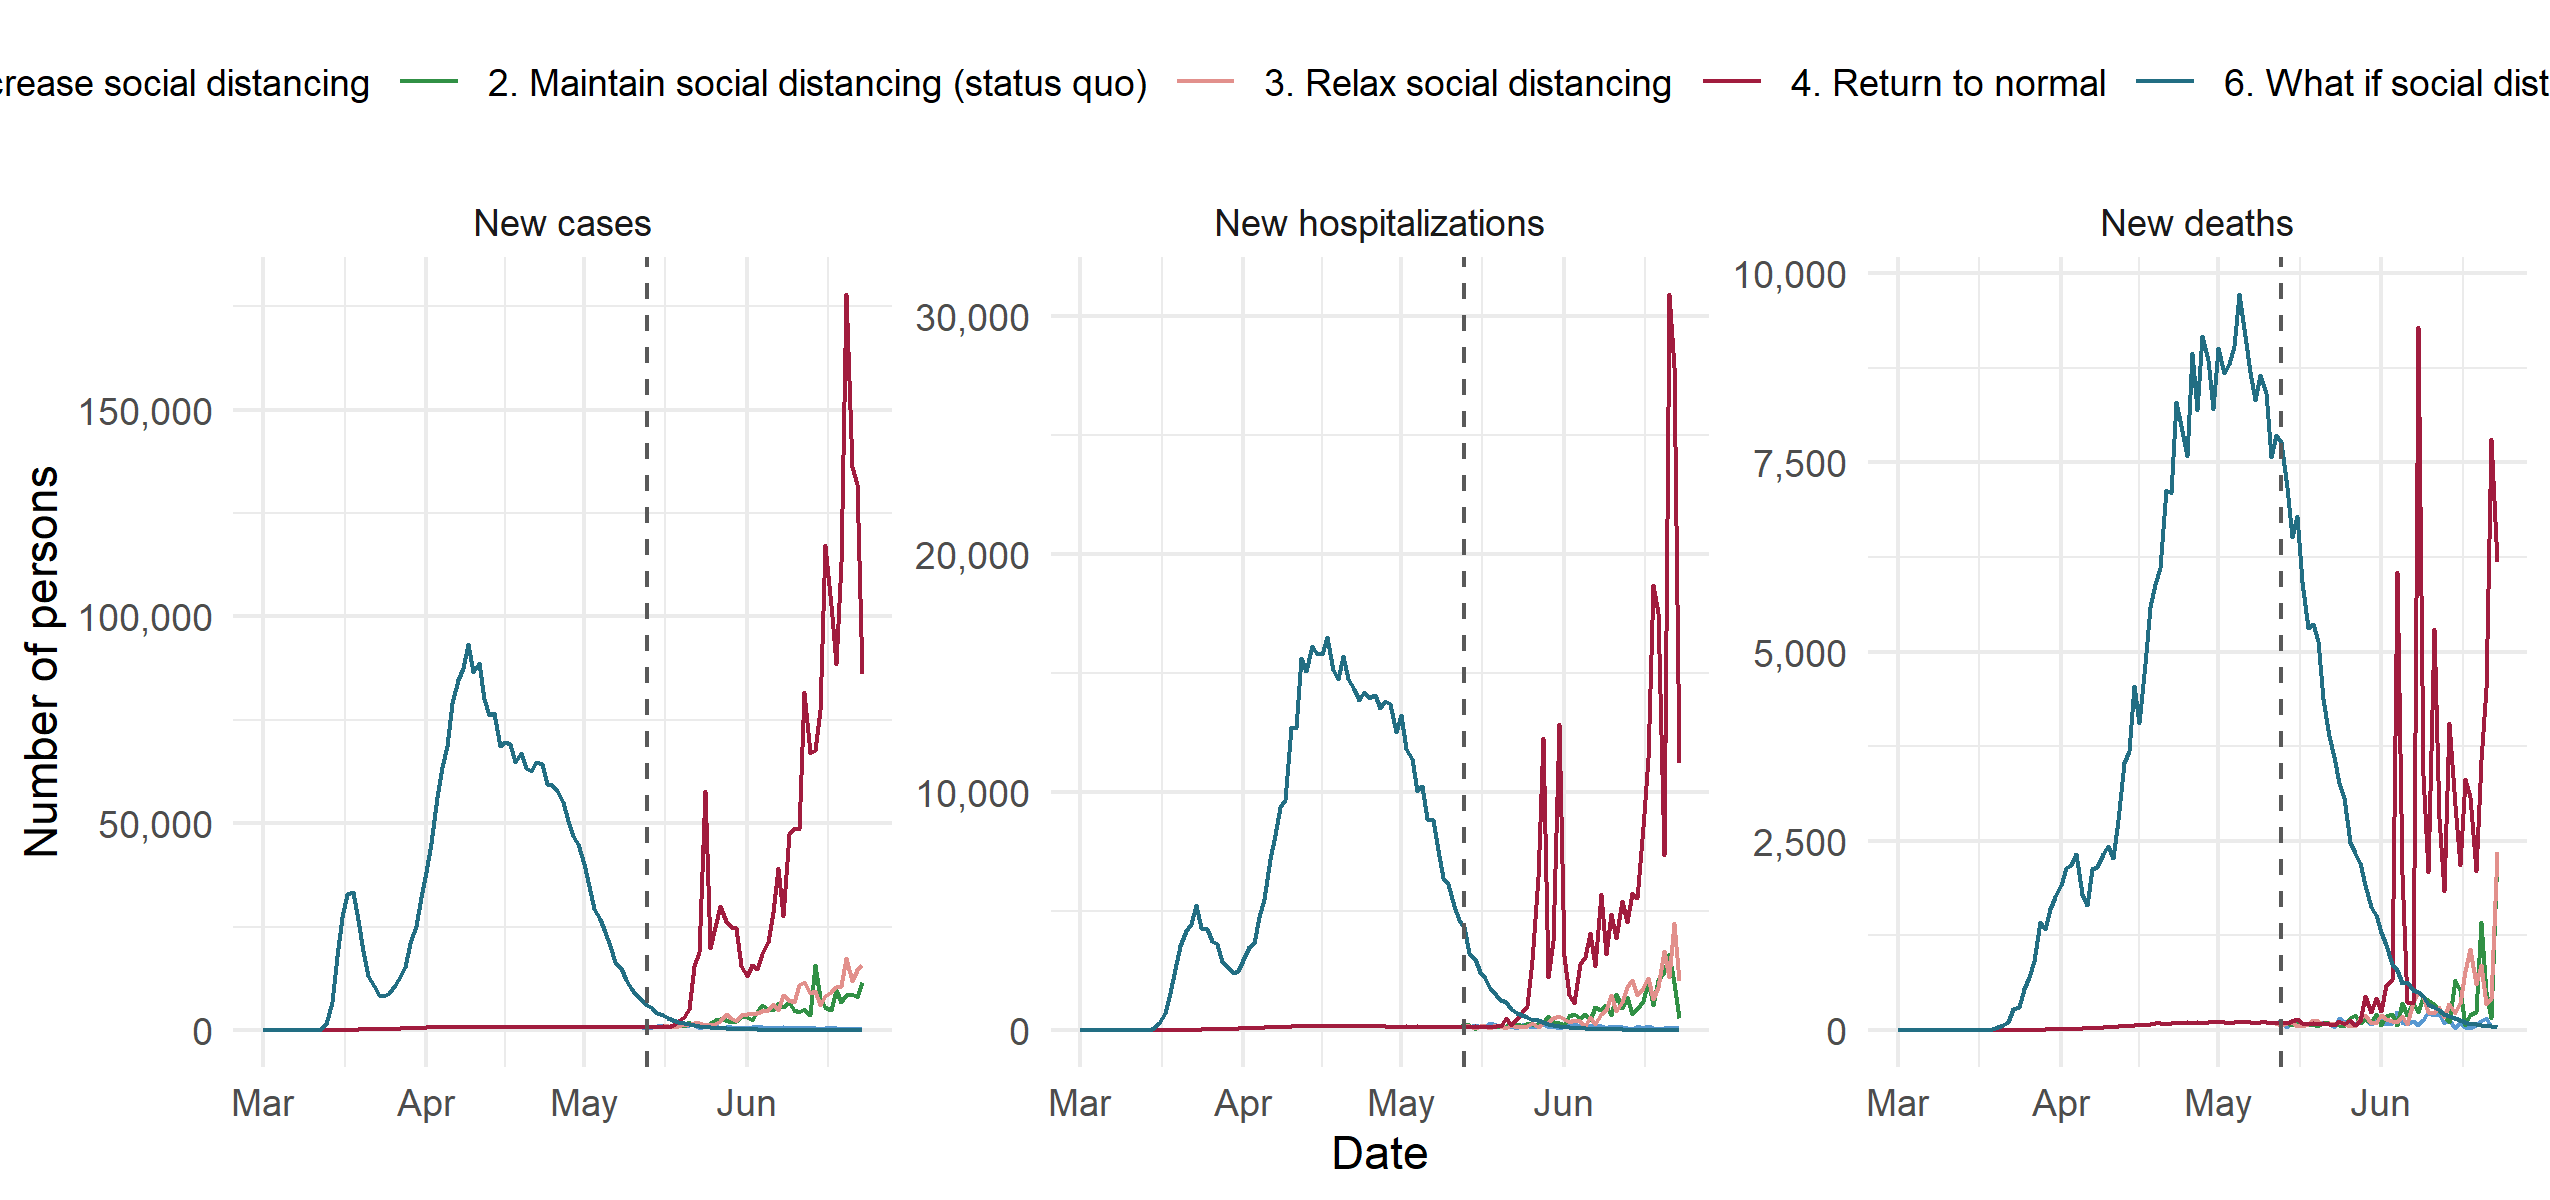 crease social distancing 2. Maintain social distancing (status quo) 3. Relax social distancing 4. Return to normal 6. What if social dist
New cases New hospitalizations New deaths
Number of persons
150,000
100,000
50,000
0
30,000
20,000
10,000
0
10,000
7,500
5,000
2,500
0
Mar Apr May Jun Mar Apr May Jun Mar Apr May Jun
Date